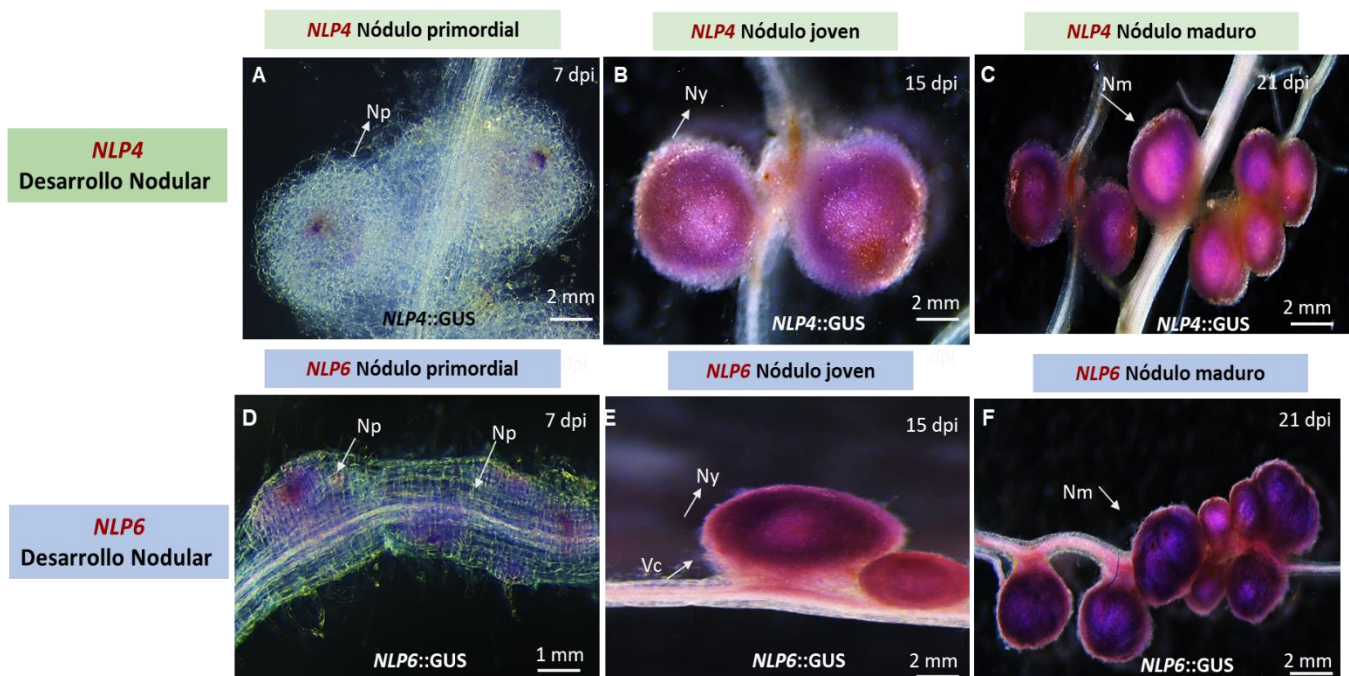 NLP4 Nódulo primordial
NLP4 Nódulo joven
NLP4 Nódulo maduro
A
7 dpi
Np
2 mm
NLP4::GUS
B
15 dpi
Ny
2 mm
NLP4::GUS
C
21 dpi
Nm
2 mm
NLP4::GUS
NLP4
Desarrollo Nodular
NLP6 Nódulo primordial
NLP6 Nódulo joven
NLP6 Nódulo maduro
D
7 dpi
Np
Np
1 mm
NLP6::GUS
E
15 dpi
Ny
Vc
2 mm
NLP6::GUS
F
21 dpi
Nm
2 mm
NLP6::GUS
NLP6
Desarrollo Nodular